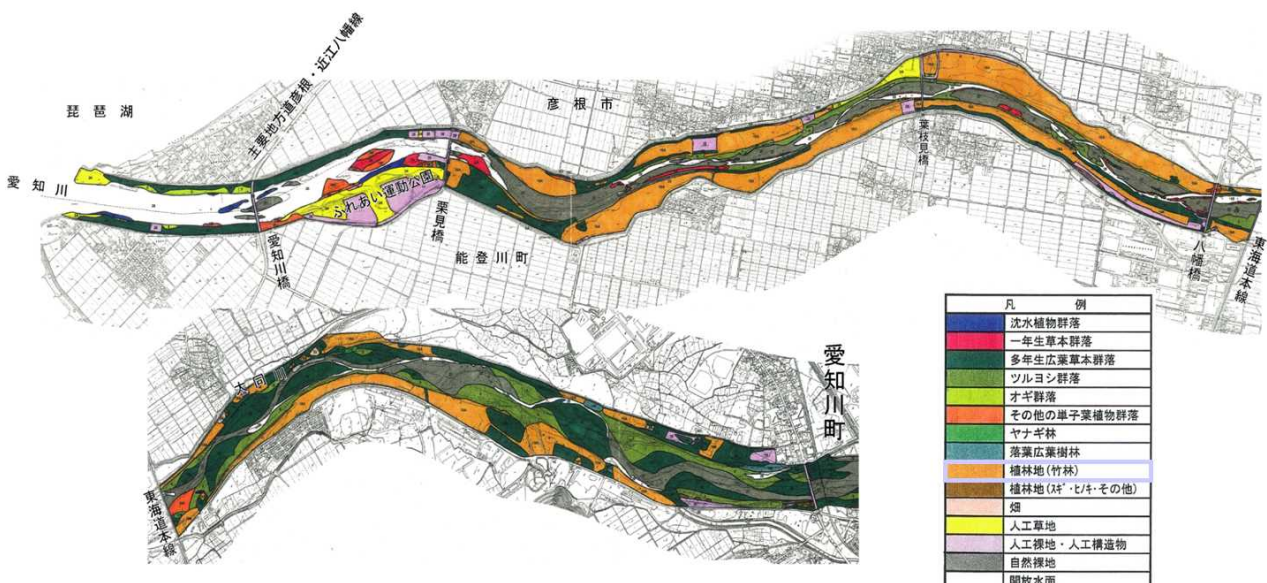 主要地方道彦根・近江八幡線
琵琶湖
彦根市
愛知川
ふれあい運動公園
葉枝見橋
栗見橋
愛知川橋
能登川町
八幡橋
東海道本線
大同川
愛知川町
東海道本線
凡例
沈水植物群落
一年生草本群落
多年生広葉草本群落
ツルヨシ群落
オギ群落
その他の単子葉植物群落
ヤナギ林
落葉広葉樹林
植林地(竹林)
植林地(スギ・ヒノキ・その他)
畑
人工草地
人工裸地・人工構造物
自然裸地
開放水面